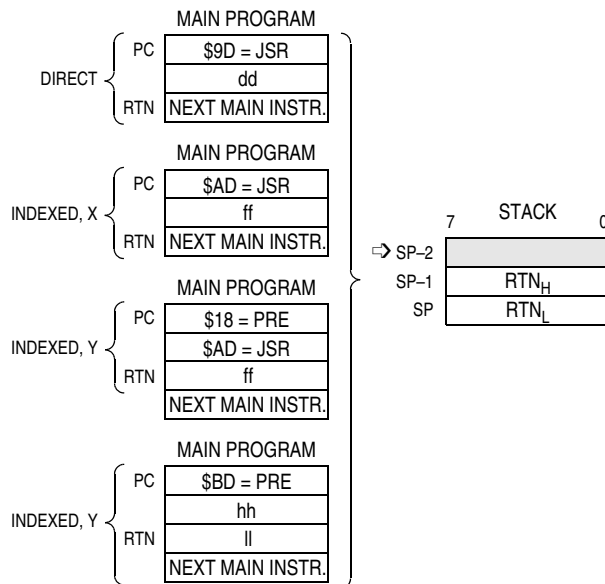 MAIN PROGRAM
PC $9D = JSR
DIRECT dd
RTN NEXT MAIN INSTR.
MAIN PROGRAM
PC $AD = JSR
INDEXED, X ff
RTN NEXT MAIN INSTR.
7 STACK 0
SP–2
SP–1 RTNH
SP RTNL
MAIN PROGRAM
PC $18 = PRE
INDEXED, Y $AD = JSR
RTN ff
NEXT MAIN INSTR.
MAIN PROGRAM
PC $BD = PRE
INDEXED, Y hh
RTN ll
NEXT MAIN INSTR.